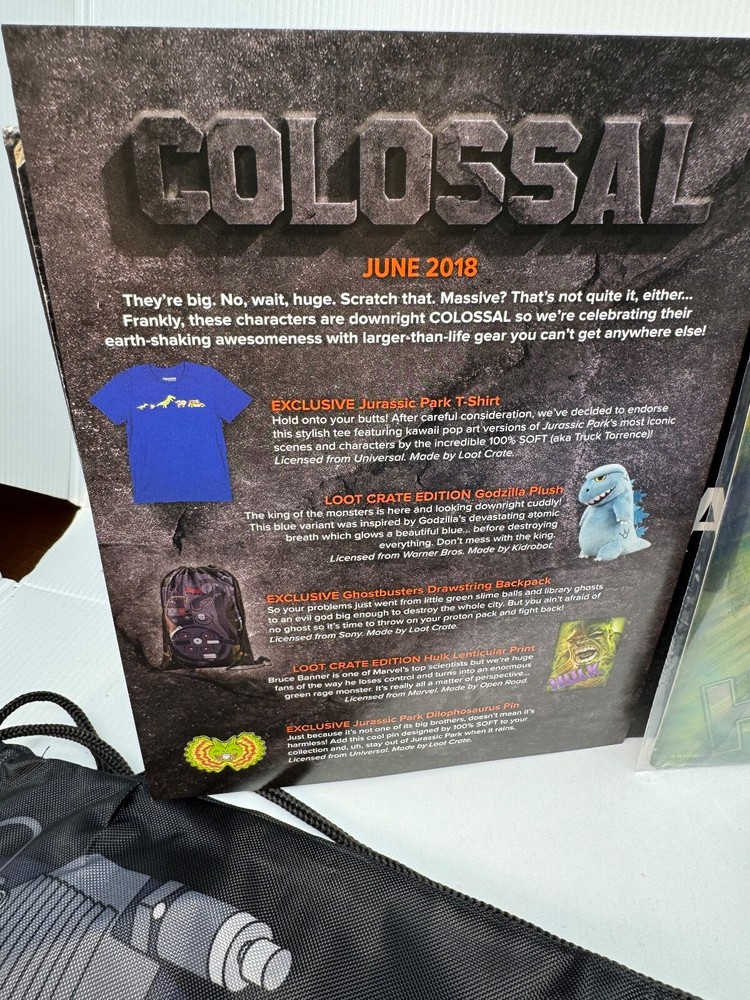 COLOSSAL
JUNE 2018
They're big. No, wait, huge. Scratch that. Massive? That's not quite it, either...
Frankly, these characters are downright COLOSSAL so we're celebrating their
earth-shaking awesomeness with larger-than-life gear you can't get anywhere else!
EXCLUSIVE Jurassic Park T-Shirt
Hold onto your butts! After careful consideration, we've decided to endorse
this stylish tee featuring kawaii pop art versions of Jurassic Park's most iconic
scenes and characters by the incredible 100% SOFT (aka Truck Torrence)!
Licensed from Universal. Made by Loot Crate.
LOOT CRATE EDITION Godzilla Plush
The king of the monsters is here and looking downright cuddly!
This blue variant was inspired by Godzilla's devastating atomic
breath which glows a beautiful blue... before destroying
everything. Don't mess with the king.
Licensed from Warner Bros. Made by Kidrobot.
EXCLUSIVE Ghostbusters Drawstring Backpack
So your problems just went from little green slime balls and library ghosts
to an evil god big enough to destroy the whole city. But you ain't afraid of
no ghost so it's time to throw on your proton pack and fight back!
Licensed from Sony. Made by Loot Crate.
LOOT CRATE EDITION Hulk Lenticular Print
Bruce Banner is one of Marvel's top scientists but we're huge
fans of the way he loses control and turns into an enormous
green rage monster. It's really all a matter of perspective...
Licensed from Marvel. Made by Open Road.
HULK
EXCLUSIVE Jurassic Park Dilophosaurus Pin
Just because it's not one of its big brothers, doesn't mean it's
harmless! Add this cool pin designed by 100% SOFT to your
collection and, uh, stay out of Jurassic Park when it rains.
Licensed from Universal. Made by Loot Crate.